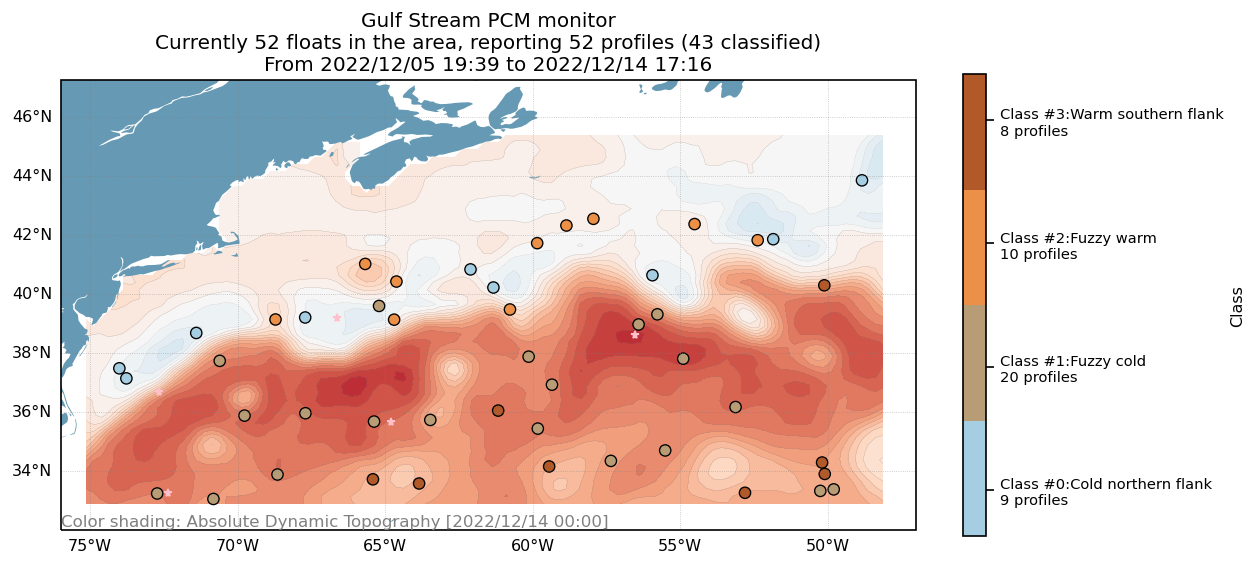 Gulf Stream PCM monitor
Currently 52 floats in the area, reporting 52 profiles (43 classified)
From 2022/12/05 19:39 to 2022/12/14 17:16
46°N
44°N
42°N
40°N
38°N
36°N
34°N
Color shading: Absolute Dynamic Topography [2022/12/14 00:00]
75°W
70°W
65°W
60°W
55°W
50°W
Class #3:Warm southern flank
8 profiles
Class #2:Fuzzy warm
10 profiles
Class #1:Fuzzy cold
20 profiles
Class #0:Cold northern flank
9 profiles
Class